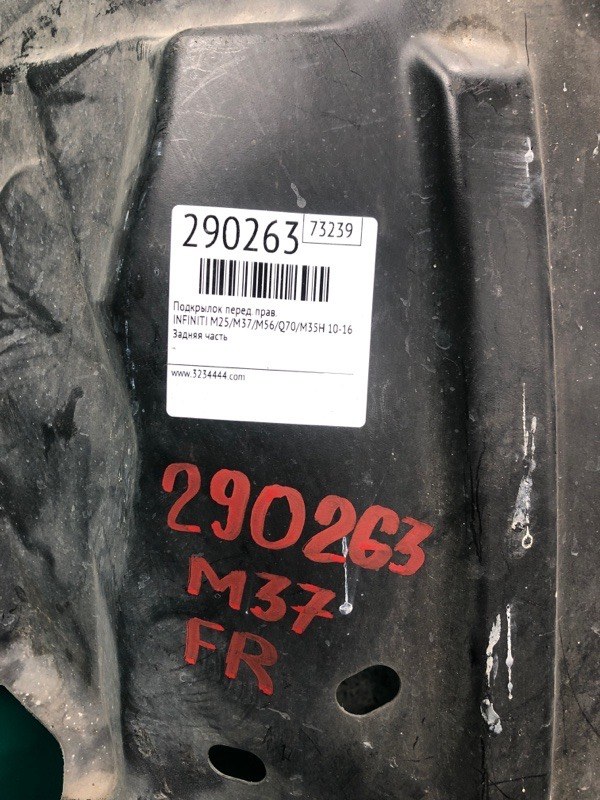 290263 73239
Подкрылок перед. прав.
INFINITI M25/M37/M56/Q70/M35H 10-16
Задняя часть
-
www.3234444.com
290263
M37
FR